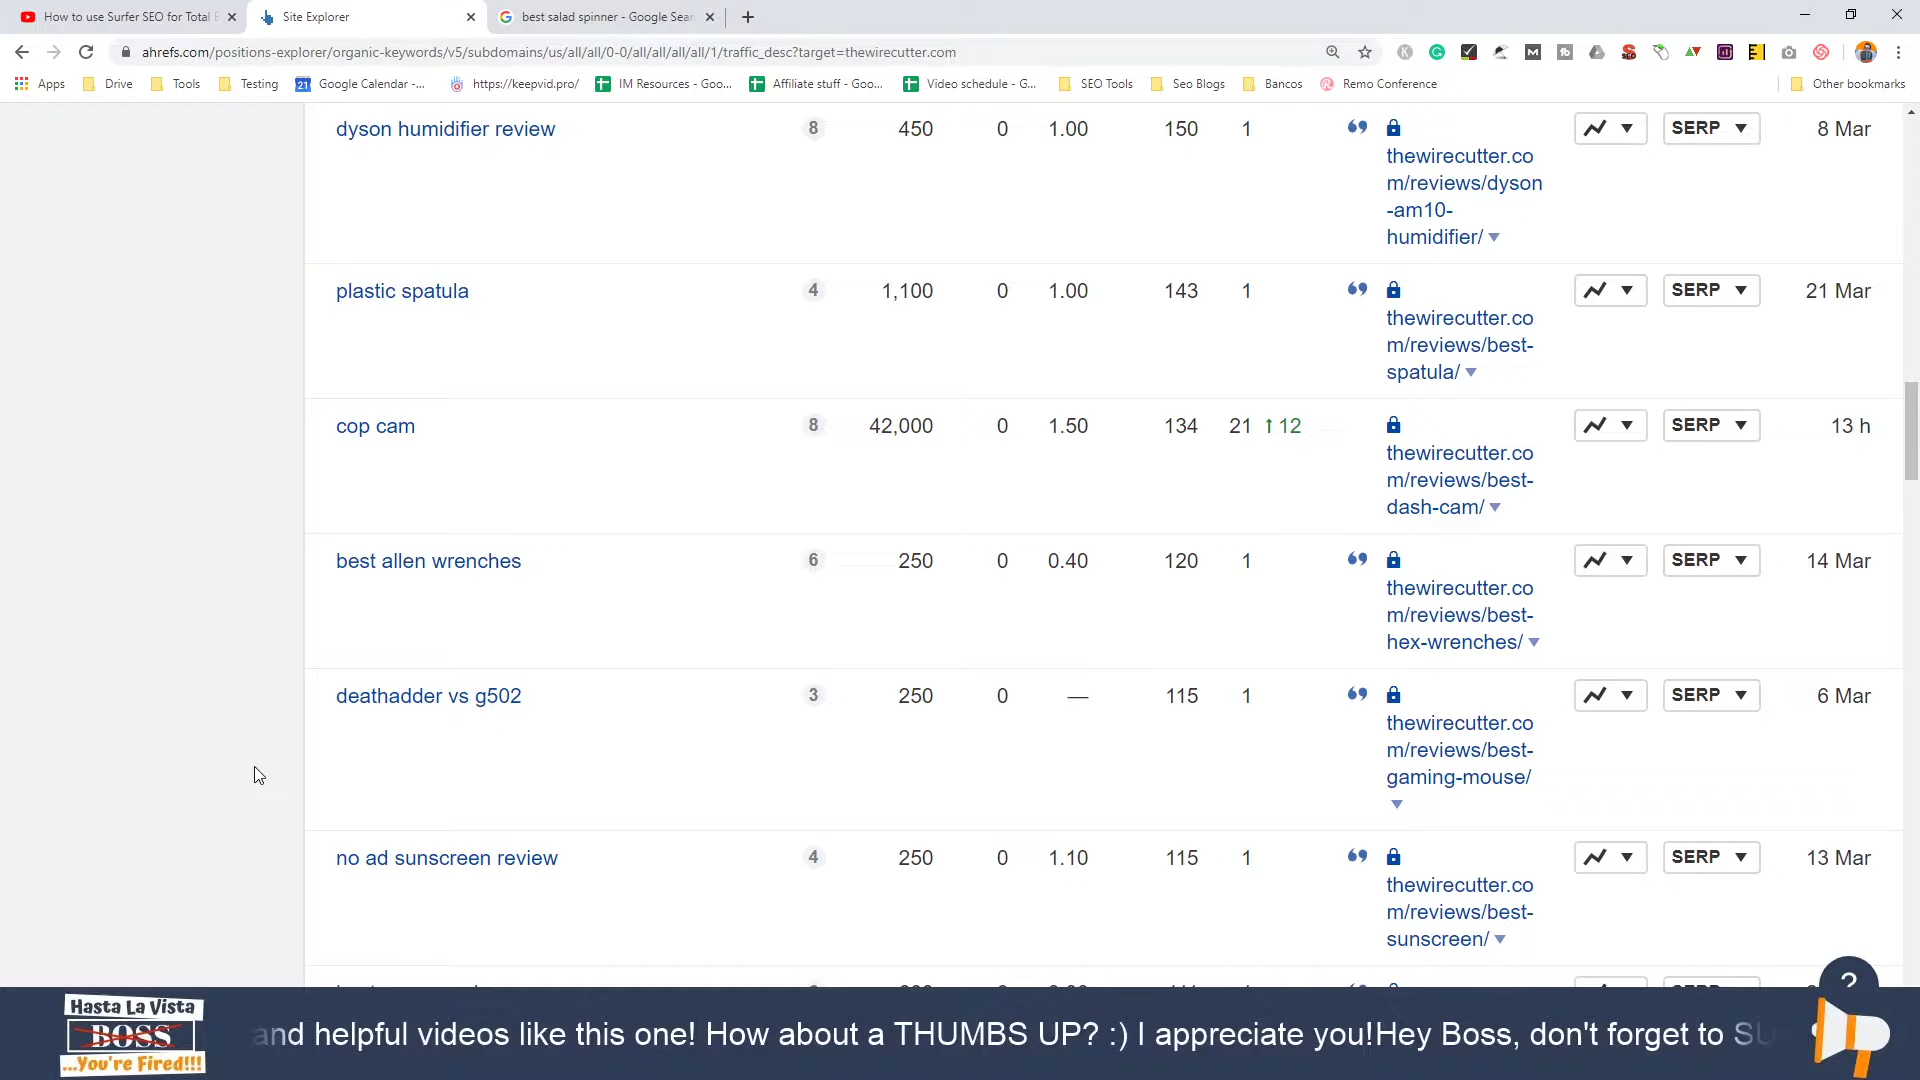 How to use Surfer SEO for Total
Site Explorer
best salad spinner - Google Sear
ahrefs.com/positions-explorer/organic-keywords/v5/subdomains/us/all/all/0-0/all/all/all/all/1/traffic_desc?target=thewirecutter.com
Apps
Drive
Tools
Testing
Google Calendar -...
https://keepvid.pro/
IM Resources - Goo...
Affiliate stuff - Goo...
Video schedule - G...
SEO Tools
Seo Blogs
Bancos
Remo Conference
Other bookmarks
dyson humidifier review 8 450 0 1.00 150 1 SERP 8 Mar
thewirecutter.co
m/reviews/dyson
-am10-
humidifier/
plastic spatula 4 1,100 0 1.00 143 1 SERP 21 Mar
thewirecutter.co
m/reviews/best-
spatula/
cop cam 8 42,000 0 1.50 134 21 ↑12 SERP 13 h
thewirecutter.co
m/reviews/best-
dash-cam/
best allen wrenches 6 250 0 0.40 120 1 SERP 14 Mar
thewirecutter.co
m/reviews/best-
hex-wrenches/
deathadder vs g502 3 250 0 — 115 1 SERP 6 Mar
thewirecutter.co
m/reviews/best-
gaming-mouse/
no ad sunscreen review 4 250 0 1.10 115 1 SERP 13 Mar
thewirecutter.co
m/reviews/best-
sunscreen/
?
Hasta La Vista
BOSS
...You're Fired!!!
and helpful videos like this one! How about a THUMBS UP? :) I appreciate you!Hey Boss, don't forget to SU